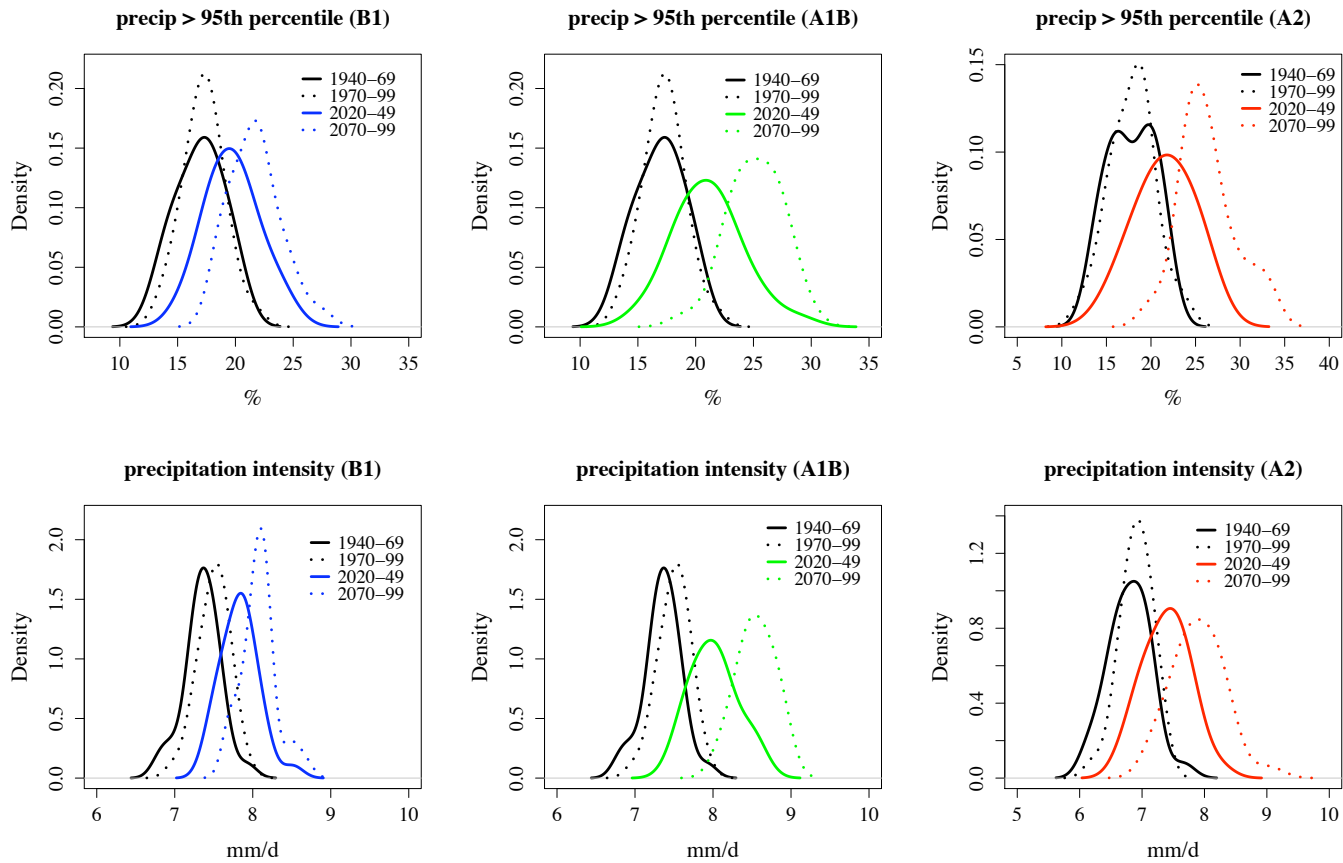 precip > 95th percentile (B1)
Density
0.00 0.05 0.10 0.15 0.20
1940–69
1970–99
2020–49
2070–99
10 15 20 25 30 35
%
precip > 95th percentile (A1B)
Density
0.00 0.05 0.10 0.15 0.20
1940–69
1970–99
2020–49
2070–99
10 15 20 25 30 35
%
precip > 95th percentile (A2)
Density
0.00 0.05 0.10 0.15
1940–69
1970–99
2020–49
2070–99
5 10 15 20 25 30 35 40
%
precipitation intensity (B1)
Density
0.0 0.5 1.0 1.5 2.0
1940–69
1970–99
2020–49
2070–99
6 7 8 9 10
mm/d
precipitation intensity (A1B)
Density
0.0 0.5 1.0 1.5 2.0
1940–69
1970–99
2020–49
2070–99
6 7 8 9 10
mm/d
precipitation intensity (A2)
Density
0.0 0.4 0.8 1.2
1940–69
1970–99
2020–49
2070–99
5 6 7 8 9 10
mm/d